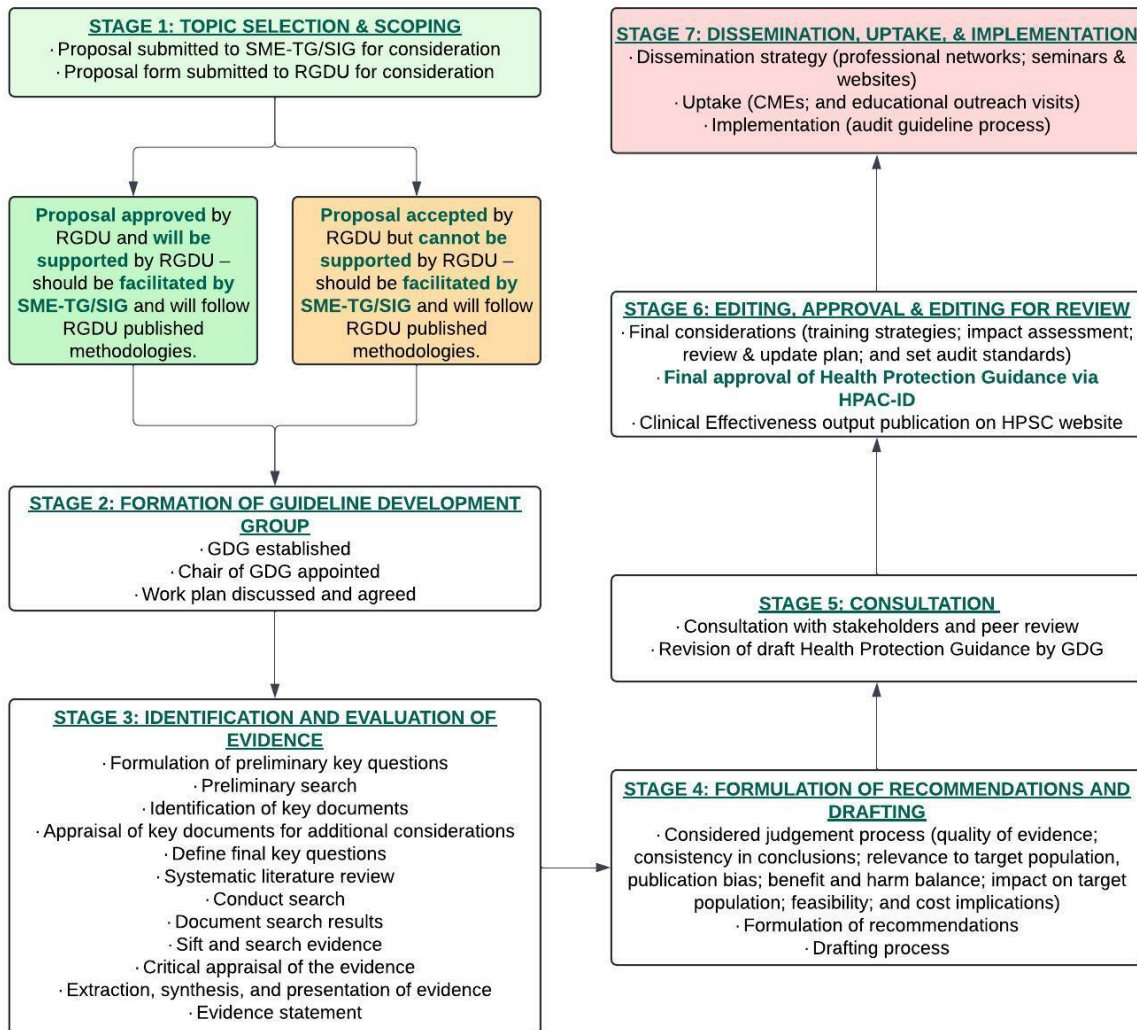 STAGE 1: TOPIC SELECTION & SCOPING
· Proposal submitted to SME-TG/SIG for consideration
· Proposal form submitted to RGDU for consideration
Proposal approved by
RGDU and will be
supported by RGDU –
should be facilitated by
SME-TG/SIG and will follow
RGDU published
methodologies.
Proposal accepted by
RGDU but cannot be
supported by RGDU –
should be facilitated by
SME-TG/SIG and will follow
RGDU published
methodologies.
STAGE 2: FORMATION OF GUIDELINE DEVELOPMENT
GROUP
· GDG established
· Chair of GDG appointed
· Work plan discussed and agreed
STAGE 3: IDENTIFICATION AND EVALUATION OF
EVIDENCE
· Formulation of preliminary key questions
· Preliminary search
· Identification of key documents
· Appraisal of key documents for additional considerations
· Define final key questions
· Systematic literature review
· Conduct search
· Document search results
· Sift and search evidence
· Critical appraisal of the evidence
· Extraction, synthesis, and presentation of evidence
· Evidence statement
STAGE 4: FORMULATION OF RECOMMENDATIONS AND
DRAFTING
· Considered judgement process (quality of evidence;
consistency in conclusions; relevance to target population,
publication bias; benefit and harm balance; impact on target
population; feasibility; and cost implications)
· Formulation of recommendations
· Drafting process
STAGE 5: CONSULTATION
· Consultation with stakeholders and peer review
· Revision of draft Health Protection Guidance by GDG
STAGE 6: EDITING, APPROVAL & EDITING FOR REVIEW
· Final considerations (training strategies; impact assessment;
review & update plan; and set audit standards)
· Final approval of Health Protection Guidance via
HPAC-ID
· Clinical Effectiveness output publication on HPSC website
STAGE 7: DISSEMINATION, UPTAKE, & IMPLEMENTATION
· Dissemination strategy (professional networks; seminars &
websites)
· Uptake (CMEs; and educational outreach visits)
· Implementation (audit guideline process)